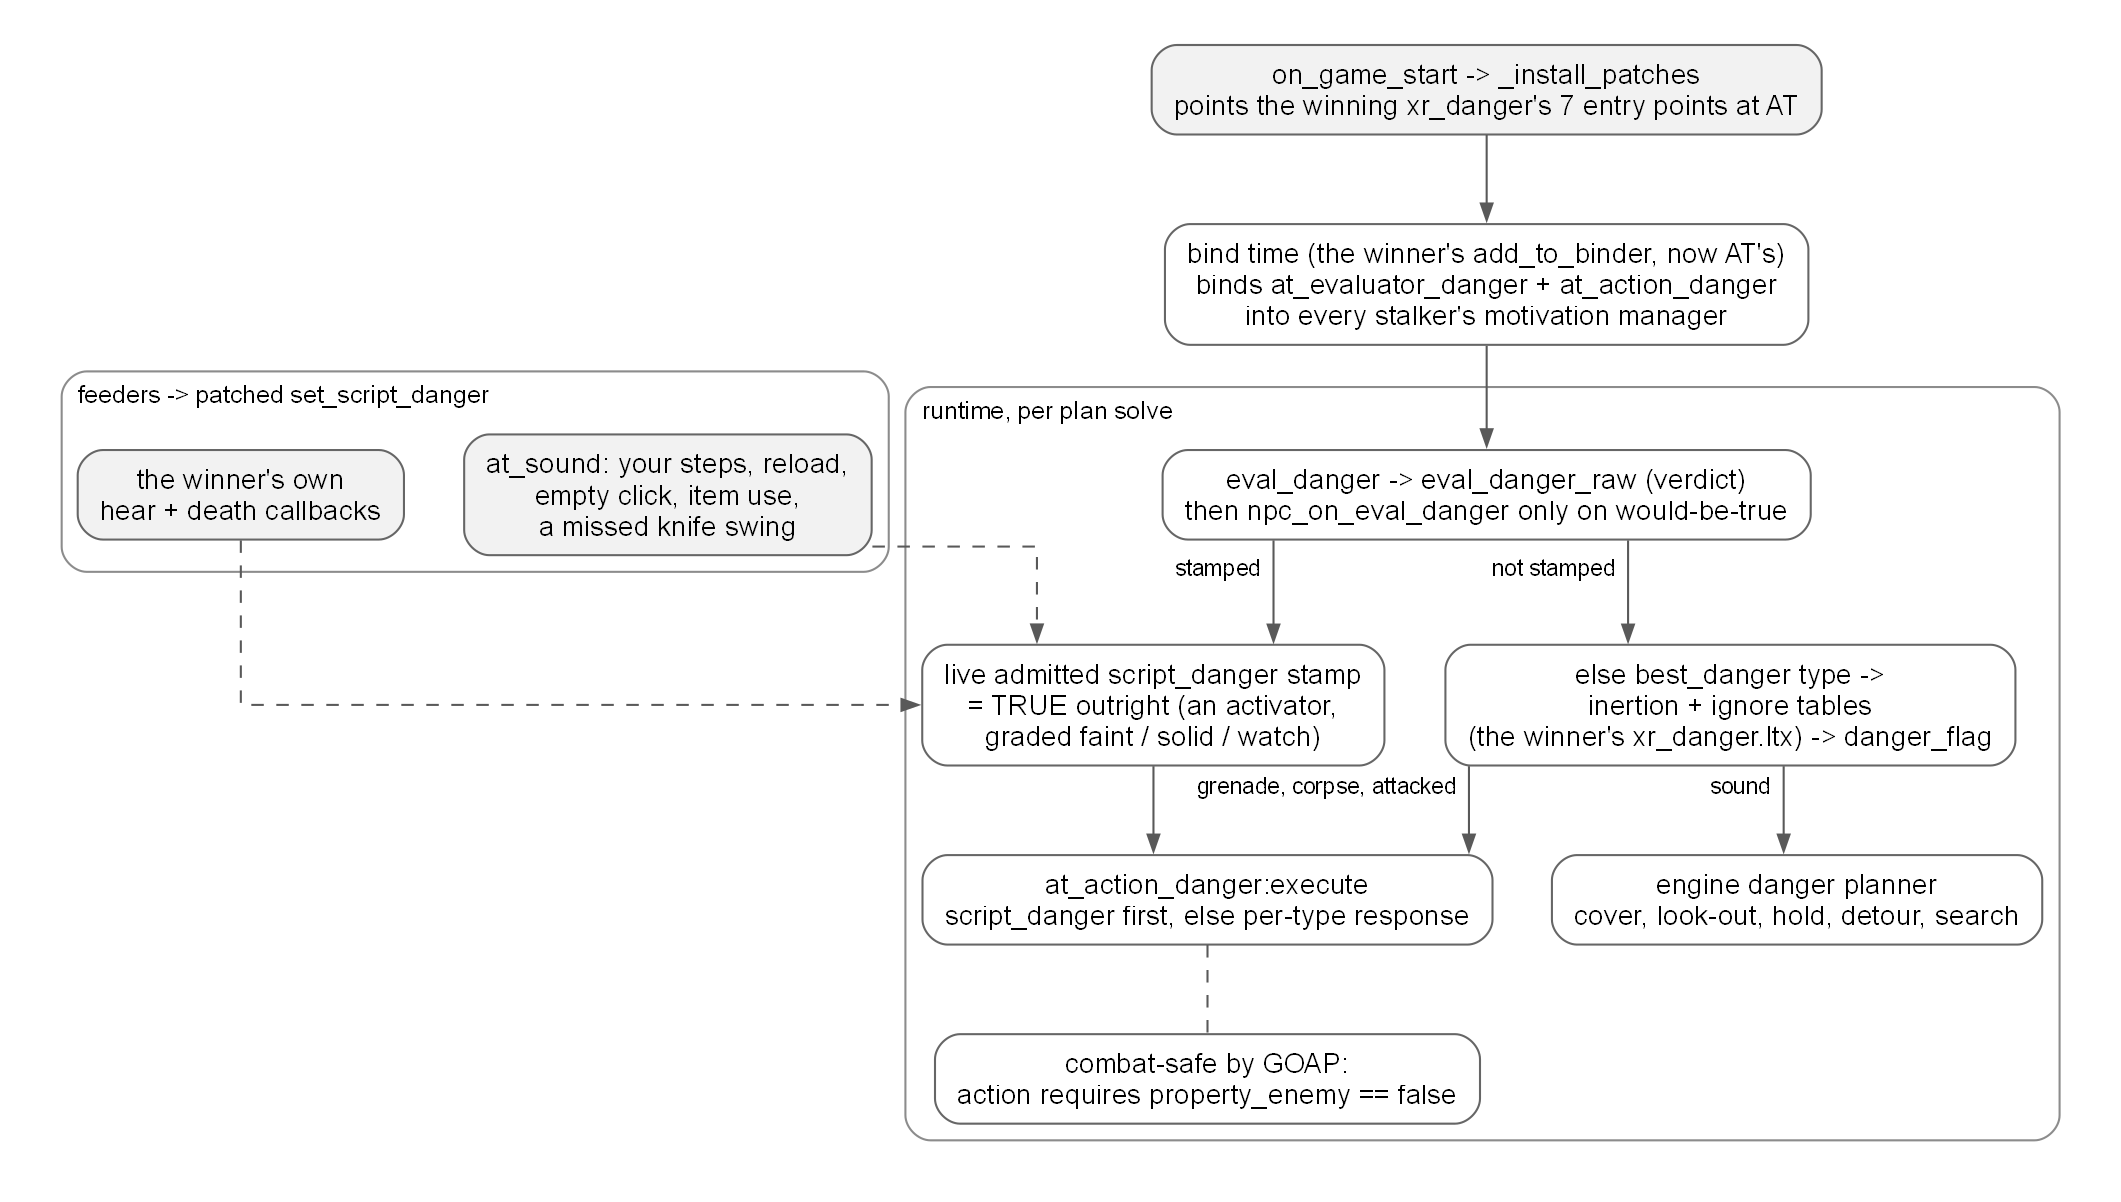 on_game_start -> _install_patches
points the winning xr_danger's 7 entry points at AT
bind time (the winner's add_to_binder, now AT's)
binds at_evaluator_danger + at_action_danger
into every stalker's motivation manager
feeders -> patched set_script_danger
the winner's own
hear + death callbacks
at_sound: your steps, reload,
empty click, item use,
a missed knife swing
runtime, per plan solve
eval_danger -> eval_danger_raw (verdict)
then npc_on_eval_danger only on would-be-true
stamped
not stamped
live admitted script_danger stamp
= TRUE outright (an activator,
graded faint / solid / watch)
else best_danger type ->
inertion + ignore tables
(the winner's xr_danger.ltx) -> danger_flag
grenade, corpse, attacked
sound
at_action_danger:execute
script_danger first, else per-type response
engine danger planner
cover, look-out, hold, detour, search
combat-safe by GOAP:
action requires property_enemy == false